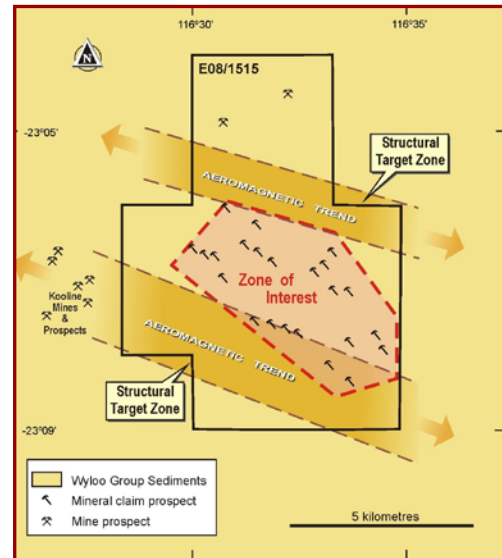 116°30'
116°35'
N
E08/1515
-23°05'
Structural
Target Zone
AEROMAGNETIC TREND
Zone of
Interest
Kooline
Mines
&
Prospects
AEROMAGNETIC TREND
Structural
Target Zone
-23°09'
Wyloo Group Sediments
Mineral claim prospect
Mine prospect
5 kilometres